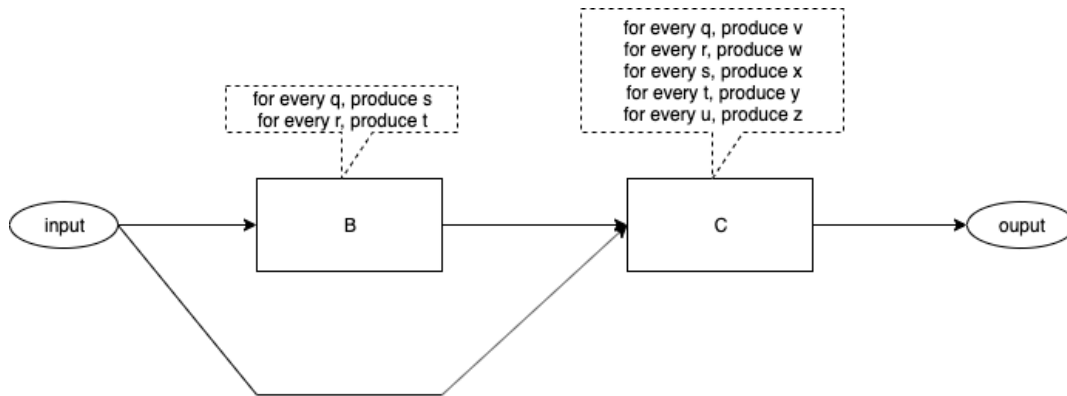 for every q, produce v
for every r, produce w
for every s, produce x
for every t, produce y
for every u, produce z
for every q, produce s
for every r, produce t
input
B
C
ouput